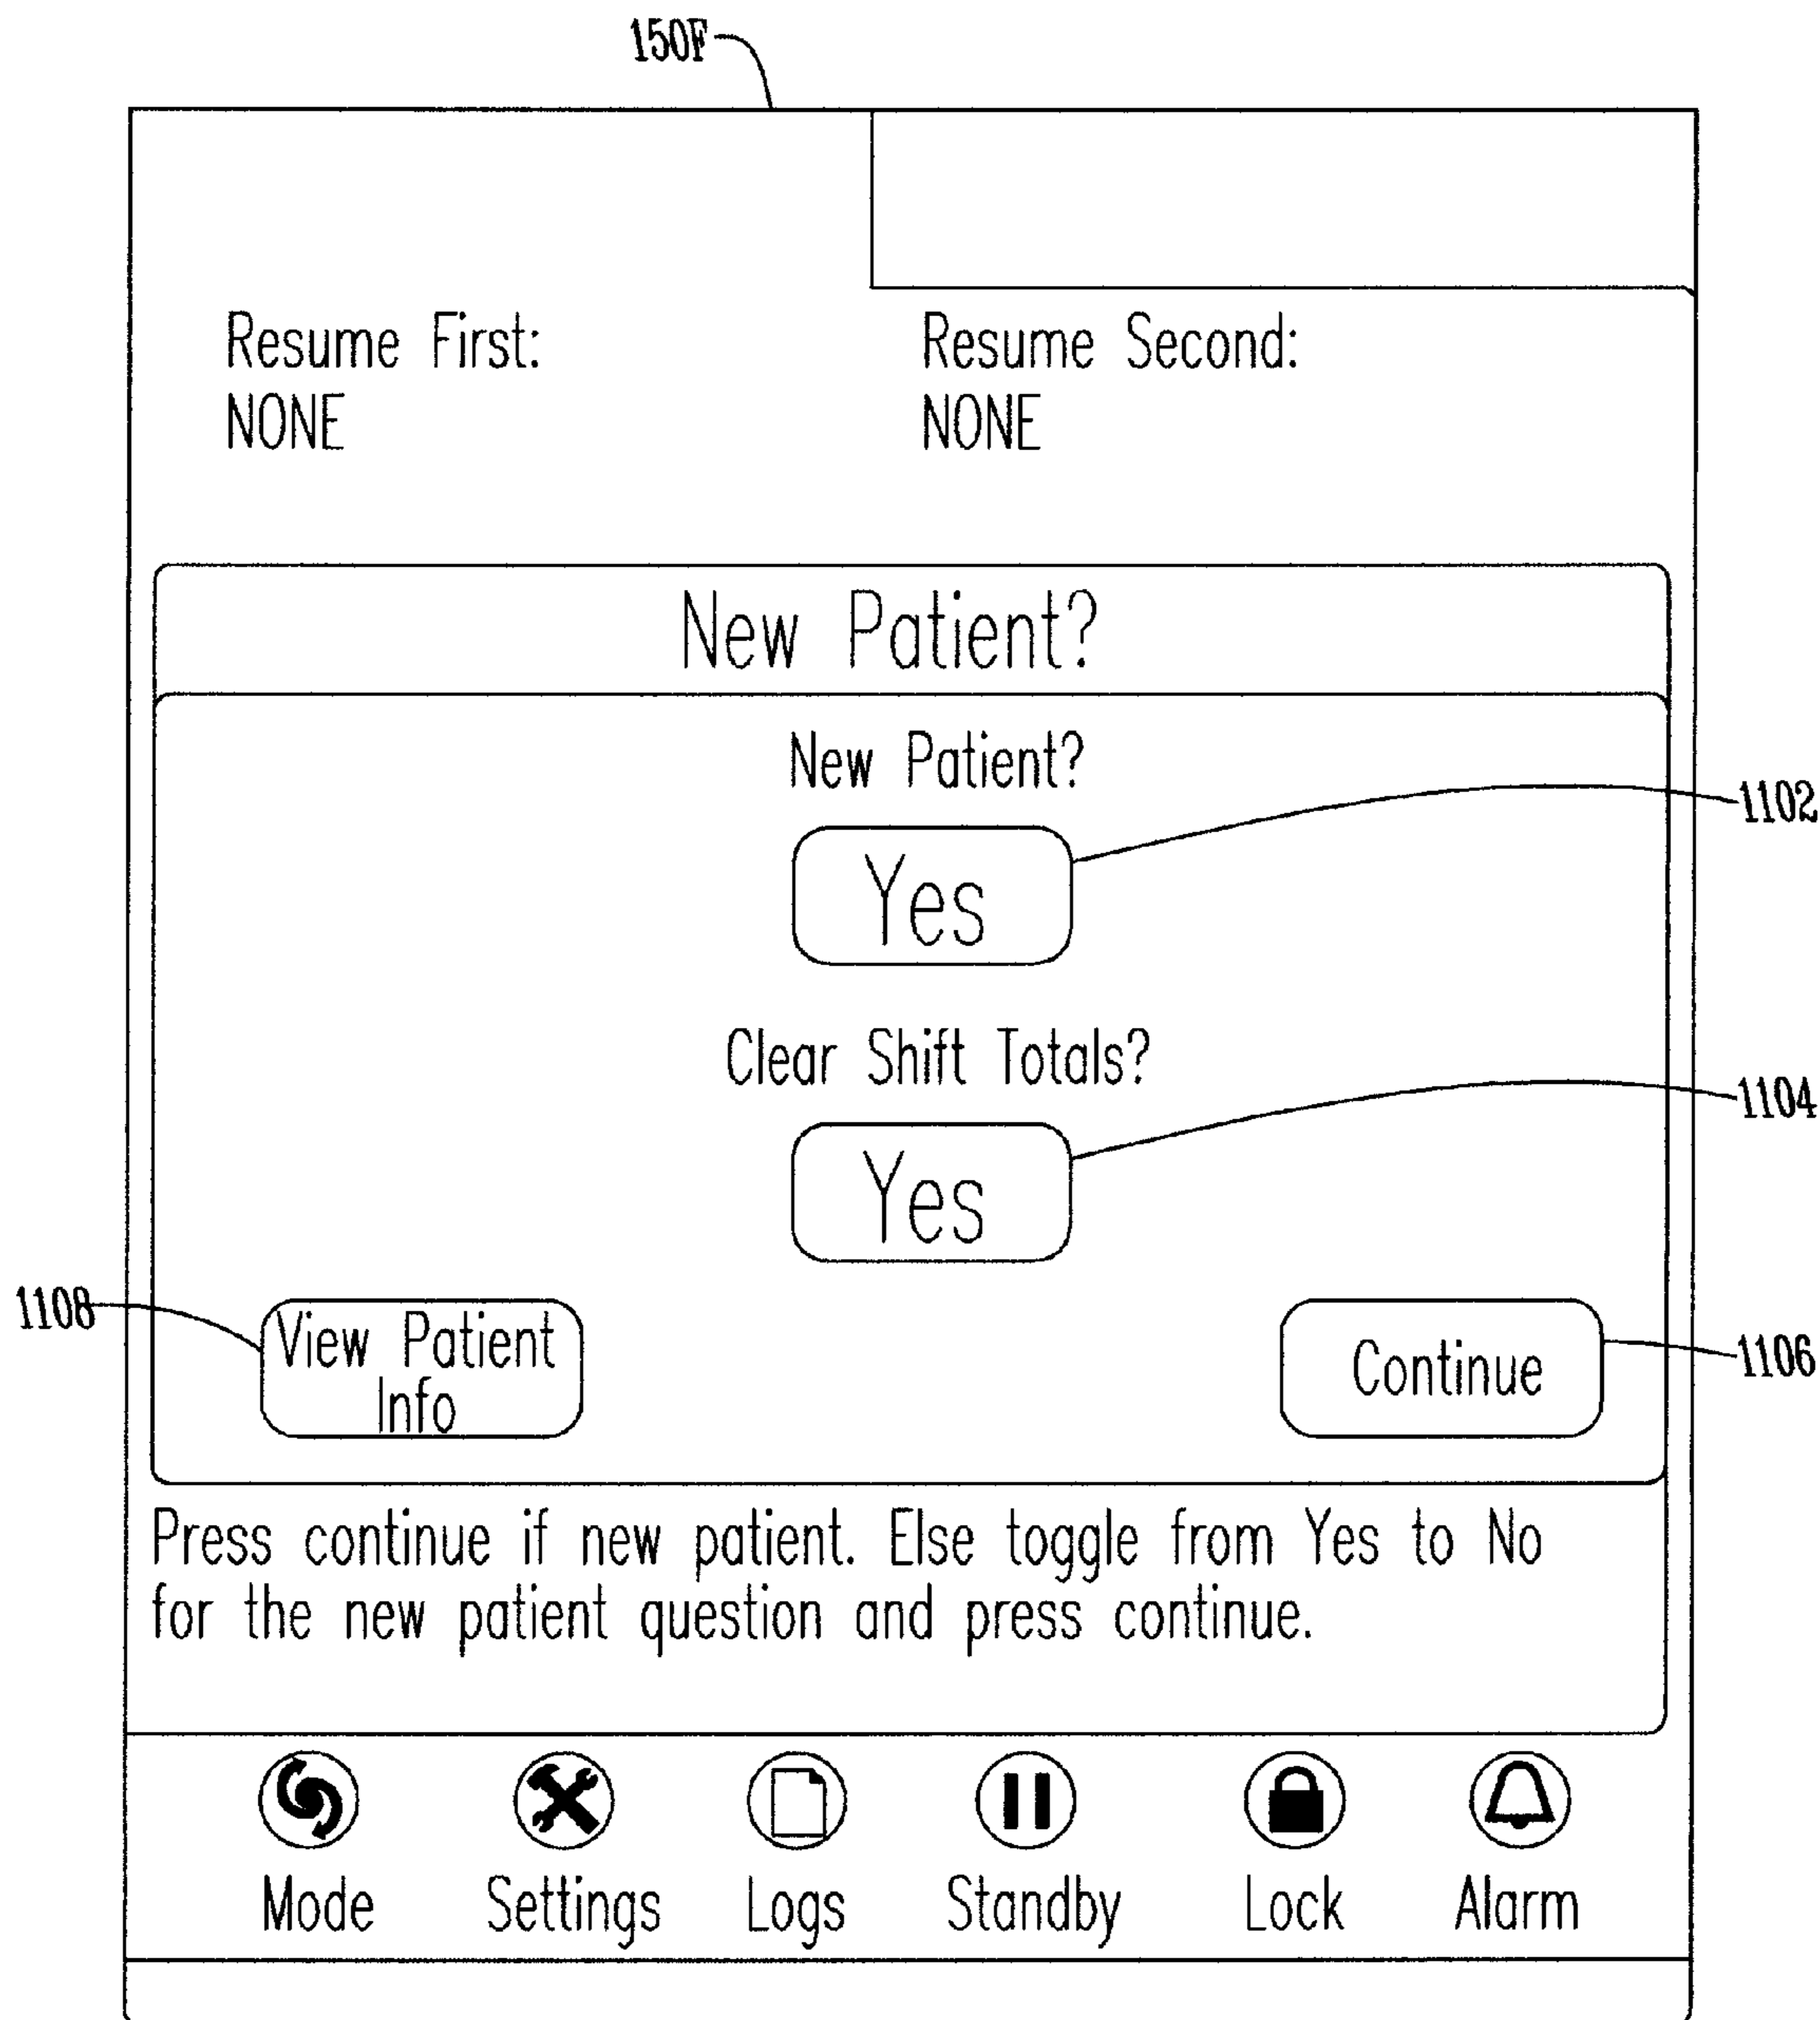 150F
Resume First:
Resume Second:
NONE
NONE
New Patient?
New Patient?
1102
Yes
Clear Shift Totals?
1104
Yes
1108
View Patient
Info
Continue
1106
Press continue if new patient. Else toggle from Yes to No
for the new patient question and press continue.
Mode
Settings
Logs
Standby
Lock
Alarm